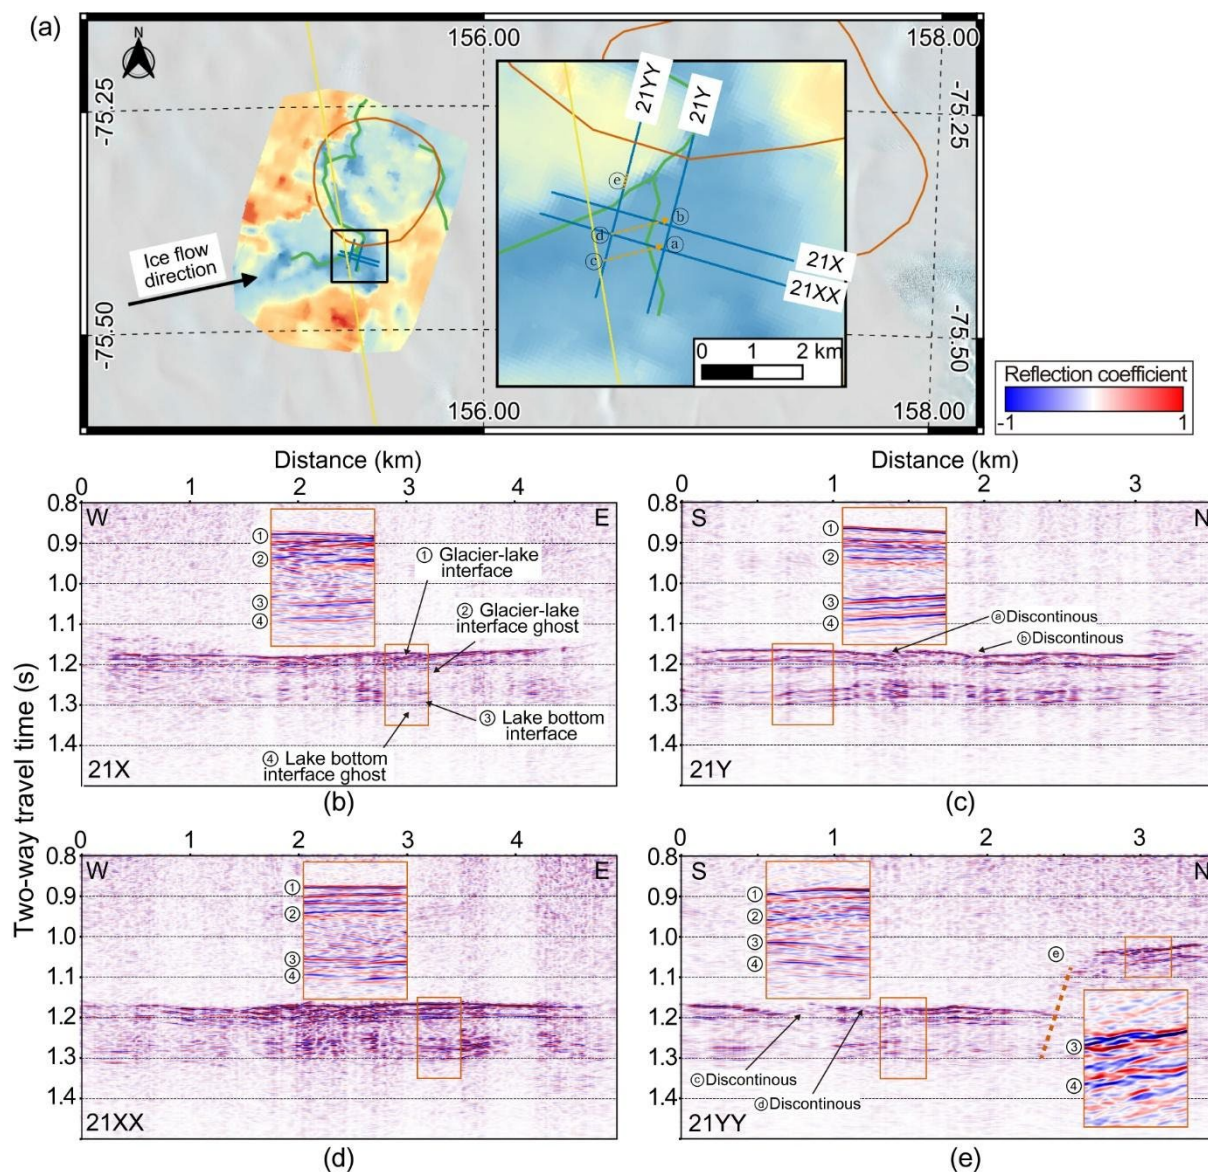 (a)
N
156.00
158.00
-75.25
-75.25
21YY
21Y
e
b
d
a
c
Ice flow
direction
21X
21XX
0 1 2 km
-75.50
-75.50
156.00
158.00
Reflection coefficient
-1 1
Distance (km)
Distance (km)
0 1 2 3 4
0 1 2 3
Two-way travel time (s)
0.8
0.9
1.0
1.1
1.2
1.3
1.4
W
E
①
②
③
④
① Glacier-lake
interface
② Glacier-lake
interface ghost
③ Lake bottom
interface
④ Lake bottom
interface ghost
21X
(b)
0.8
0.9
1.0
1.1
1.2
1.3
1.4
S
N
①
②
③
④
ⓐ Discontinous
ⓑ Discontinous
21Y
(c)
0 1 2 3 4
0.8
0.9
1.0
1.1
1.2
1.3
1.4
W
E
①
②
③
④
21XX
(d)
0 1 2 3
0.8
0.9
1.0
1.1
1.2
1.3
1.4
S
N
①
②
③
④
ⓔ
③
④
ⓒ Discontinous
ⓓ Discontinous
21YY
(e)